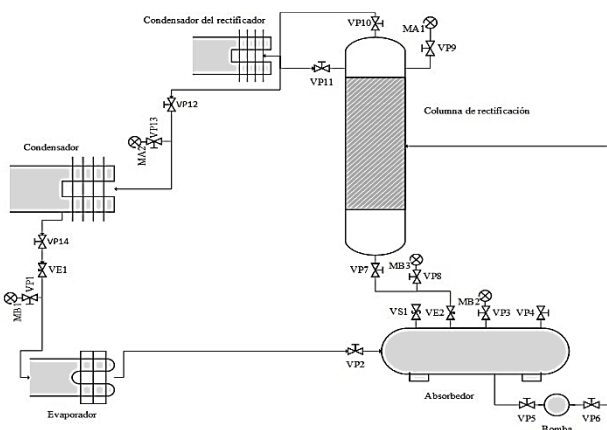 Condensador del rectificador
VP10
MA1
VP9
VP11
VP12
Columna de rectificación
VP13
MA2
Condensador
VP14
VE1
VP1
MB1
VP7
MB3
VP8
VS1
VE2
MB2
VP3
VP4
VP2
Evaporador
Absorbedor
VP5
VP6
Bomba